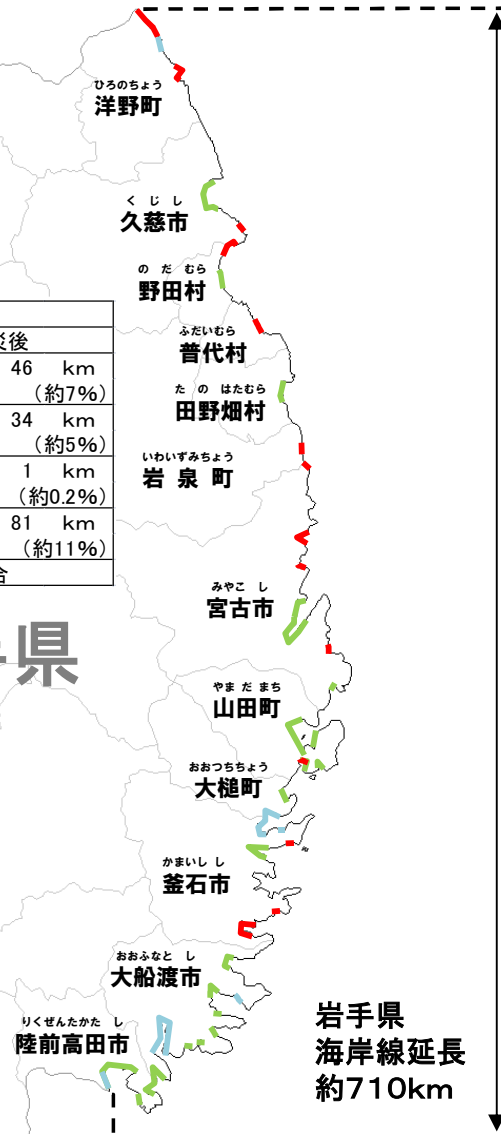 ひろのちょう
洋野町
くじし
久慈市
のだむら
野田村
災後
46 km
(約7%)
34 km
(約5%)
1 km
(約0.2%)
81 km
(約11%)
合
ふだいむら
普代村
たのはたむら
田野畑村
いわいずみちょう
岩泉町
みやこし
宮古市
県
やまだまち
山田町
おおつちちょう
大槌町
かまいしし
釜石市
おおふなとし
大船渡市
りくぜんたかたし
陸前高田市
岩手県
海岸線延長
約710km